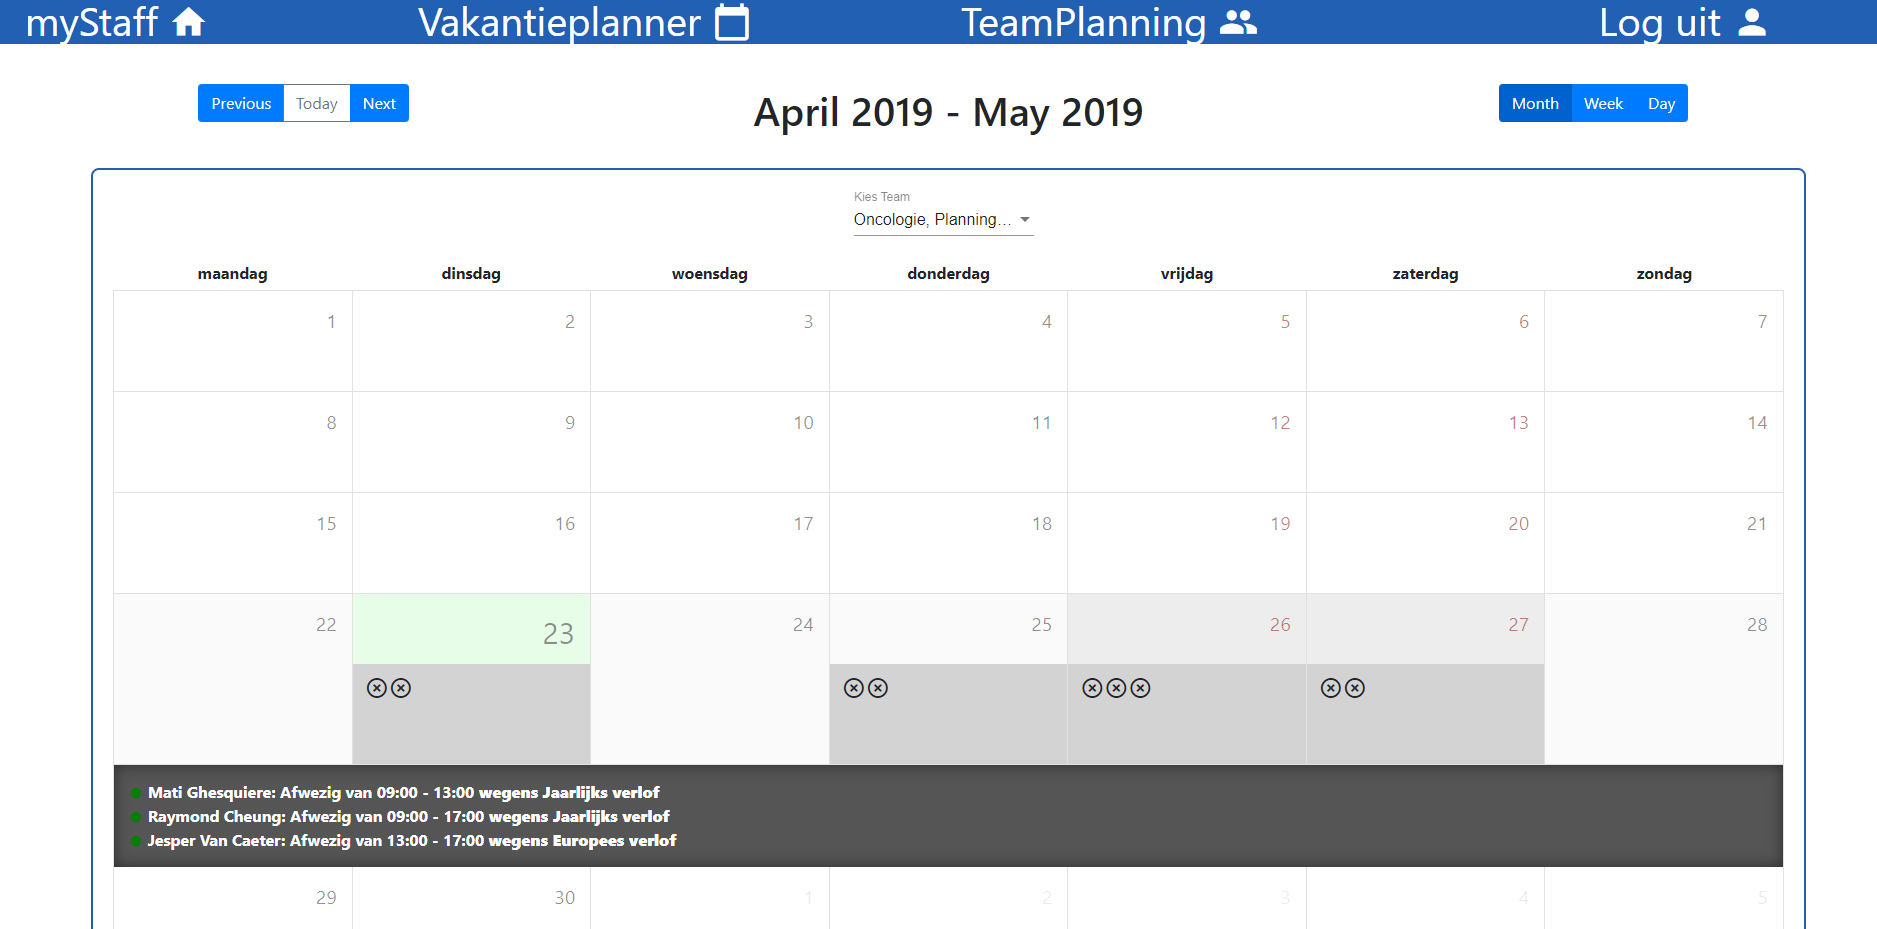 myStaff Vakantieplanner TeamPlanning Log uit
Previous Today Next April 2019 - May 2019 Month Week Day
Kies Team
Oncologie, Planning...
maandag dinsdag woensdag donderdag vrijdag zaterdag zondag
1 2 3 4 5 6 7
8 9 10 11 12 13 14
15 16 17 18 19 20 21
22 23 24 25 26 27 28
Mati Ghesquiere: Afwezig van 09:00 - 13:00 wegens Jaarlijks verlof
Raymond Cheung: Afwezig van 09:00 - 17:00 wegens Jaarlijks verlof
Jesper Van Caeter: Afwezig van 13:00 - 17:00 wegens Europees verlof
29 30 1 2 3 4 5